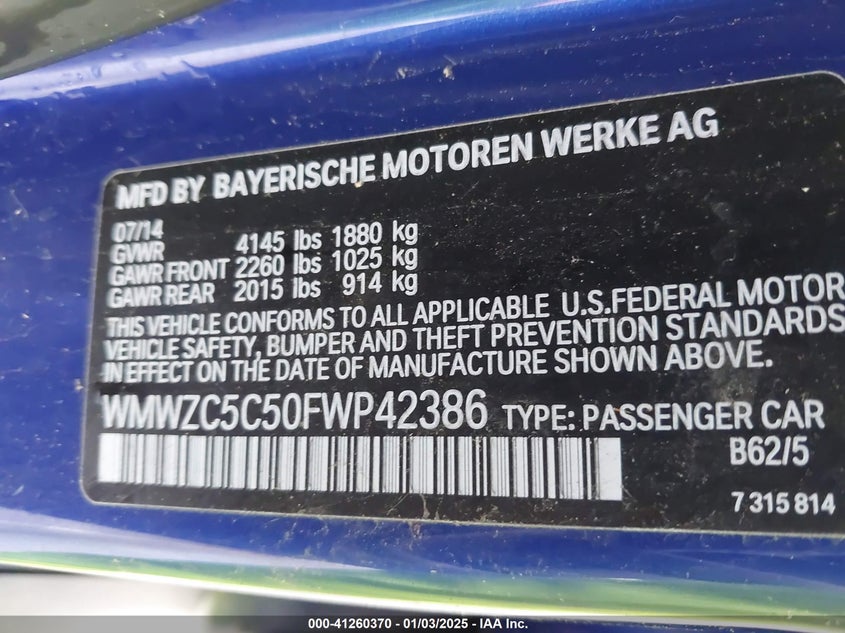 MFD BY BAYERISCHE MOTOREN WERKE AG
07/14
GVWR 4145 lbs 1880 kg
GAWR FRONT 2260 lbs 1025 kg
GAWR REAR 2015 lbs 914 kg
THIS VEHICLE CONFORMS TO ALL APPLICABLE U.S.FEDERAL MOTOR
VEHICLE SAFETY, BUMPER AND THEFT PREVENTION STANDARDS
IN EFFECT ON THE DATE OF MANUFACTURE SHOWN ABOVE.
WMWZC5C50FWP42386 TYPE: PASSENGER CAR
B62/5
7 315 814
000-41260370 - 01/03/2025 - IAA Inc.